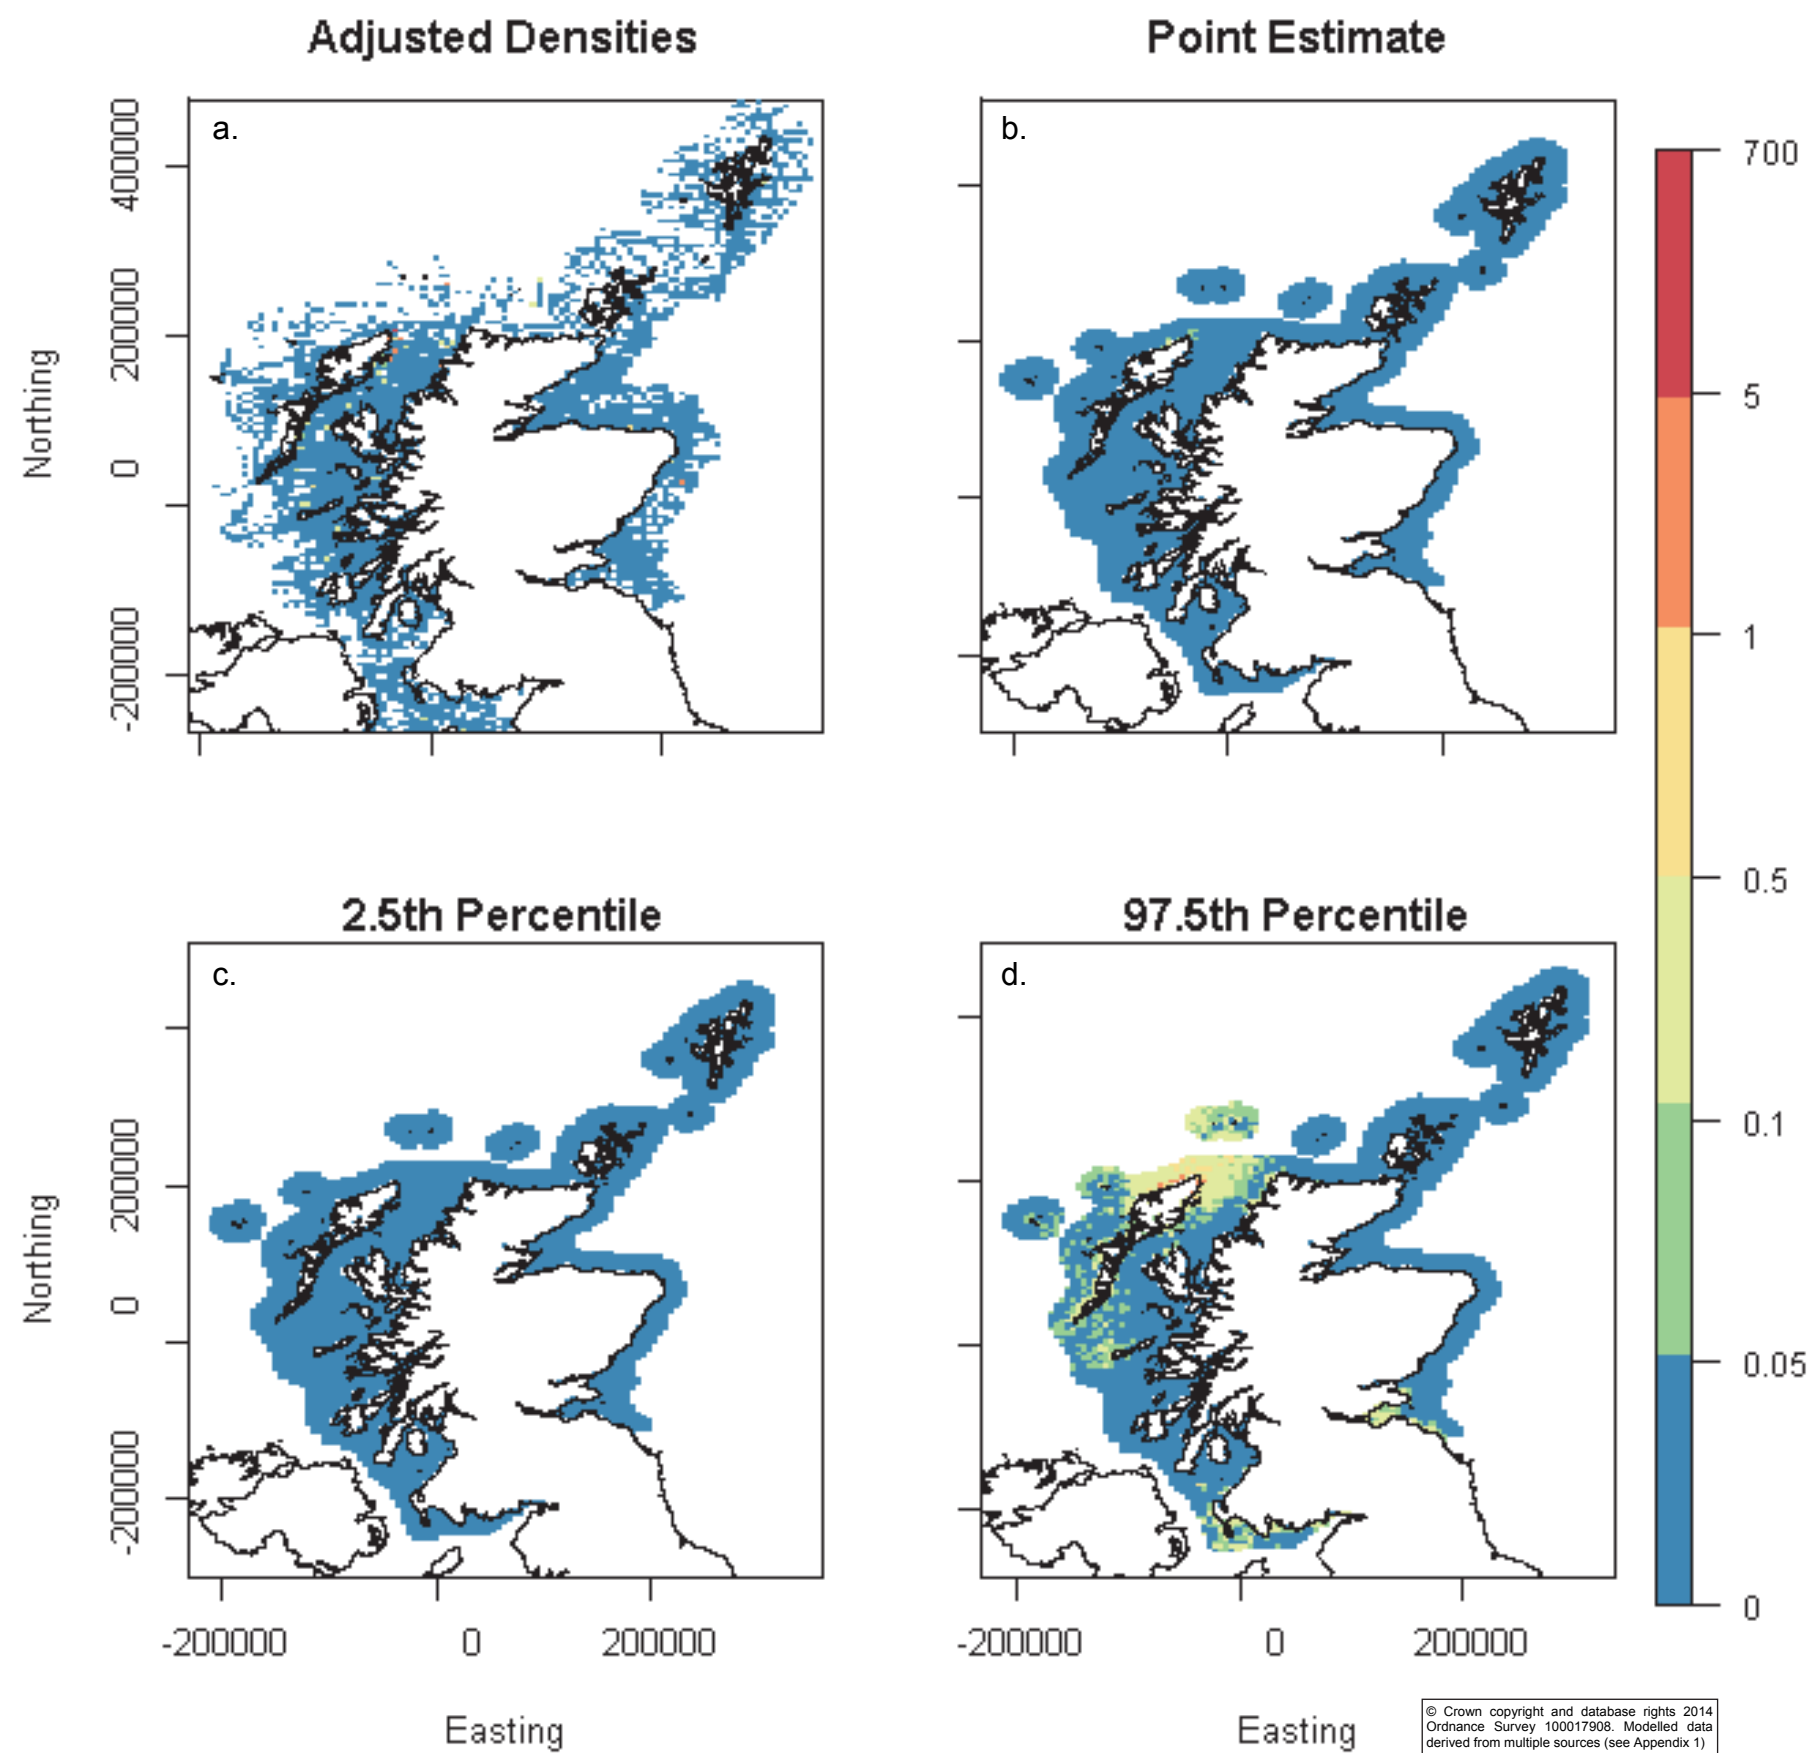 Adjusted Densities
Point Estimate
a.
b.
Northing
400000
200000
0
-200000
700
5
1
0.5
0.1
0.05
0
2.5th Percentile
97.5th Percentile
c.
d.
Northing
200000
0
-200000
-200000
0
200000
-200000
0
200000
Easting
Easting
© Crown copyright and database rights 2014
Ordnance Survey 100017908. Modelled data
derived from multiple sources (see Appendix 1)